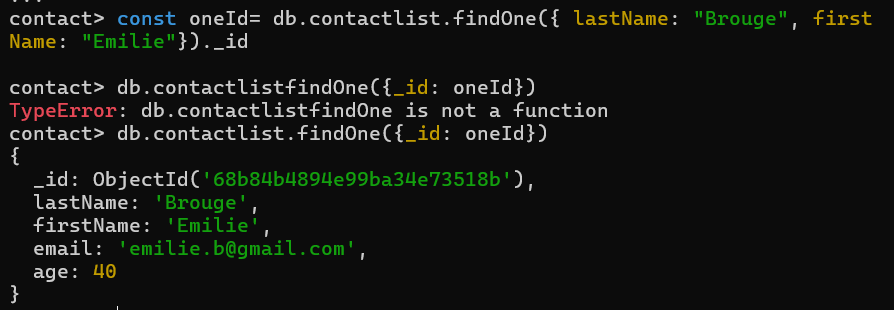 ...
contact> const oneId= db.contactlist.findOne({ lastName: "Brouge", first
Name: "Emilie"})._id
contact> db.contactlistfindOne({_id: oneId})
TypeError: db.contactlistfindOne is not a function
contact> db.contactlist.findOne({_id: oneId})
{
  _id: ObjectId('68b84b4894e99ba34e73518b'),
  lastName: 'Brouge',
  firstName: 'Emilie',
  email: 'emilie.b@gmail.com',
  age: 40
}